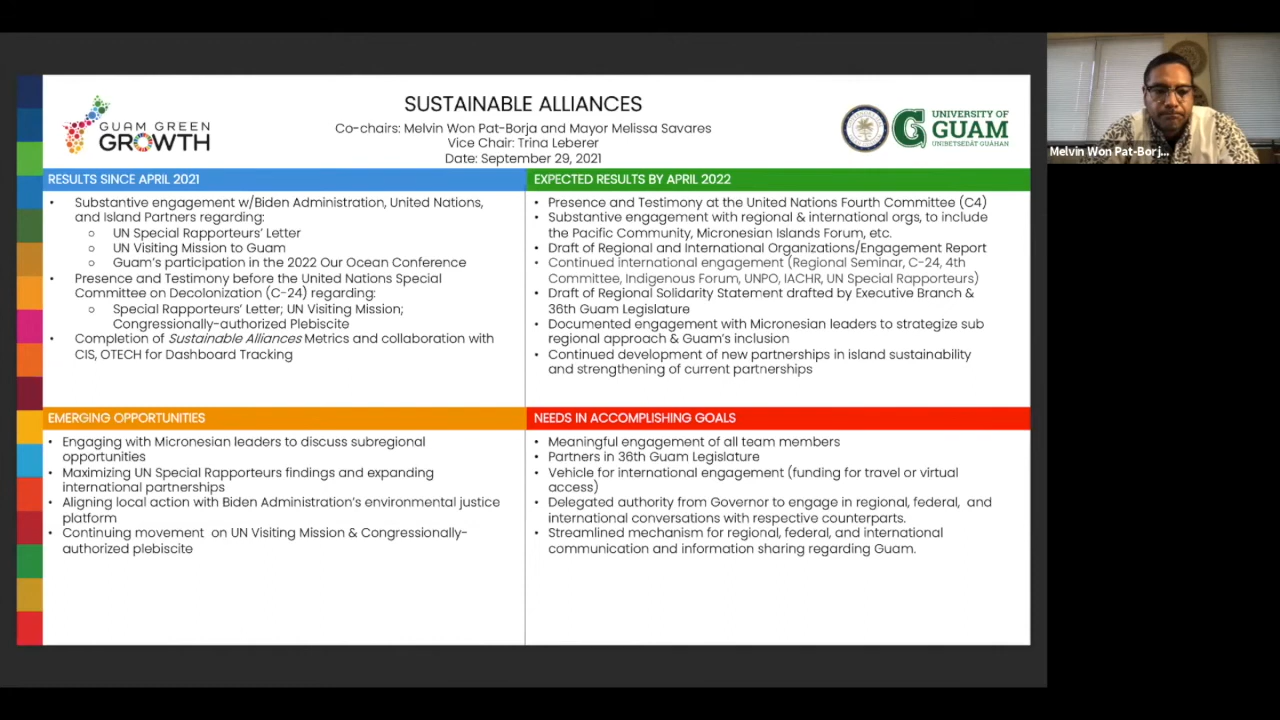 SUSTAINABLE ALLIANCES
Co-chairs: Melvin Won Pat-Borja and Mayor Melissa Savares
Vice Chair: Trina Leberer
Date: September 29, 2021
GUAM GREEN
GROWTH
UNIVERSITY OF
GUAM
UNIBETSEDÅT GUÅHAN
Melvin Won Pat-Borj...
RESULTS SINCE APRIL 2021
• Substantive engagement w/Biden Administration, United Nations,
and Island Partners regarding:
○ UN Special Rapporteurs’ Letter
○ UN Visiting Mission to Guam
○ Guam’s participation in the 2022 Our Ocean Conference
• Presence and Testimony before the United Nations Special
Committee on Decolonization (C-24) regarding:
○ Special Rapporteurs’ Letter; UN Visiting Mission;
Congressionally-authorized Plebiscite
• Completion of Sustainable Alliances Metrics and collaboration with
CIS, OTECH for Dashboard Tracking
EXPECTED RESULTS BY APRIL 2022
• Presence and Testimony at the United Nations Fourth Committee (C4)
• Substantive engagement with regional & international orgs, to include
the Pacific Community, Micronesian Islands Forum, etc.
• Draft of Regional and International Organizations/Engagement Report
• Continued international engagement (Regional Seminar, C-24, 4th
Committee, Indigenous Forum, UNPO, IACHR, UN Special Rapporteurs)
• Draft of Regional Solidarity Statement drafted by Executive Branch &
36th Guam Legislature
• Documented engagement with Micronesian leaders to strategize sub
regional approach & Guam’s inclusion
• Continued development of new partnerships in island sustainability
and strengthening of current partnerships
EMERGING OPPORTUNITIES
• Engaging with Micronesian leaders to discuss subregional
opportunities
• Maximizing UN Special Rapporteurs findings and expanding
international partnerships
• Aligning local action with Biden Administration’s environmental justice
platform
• Continuing movement on UN Visiting Mission & Congressionally-
authorized plebiscite
NEEDS IN ACCOMPLISHING GOALS
• Meaningful engagement of all team members
• Partners in 36th Guam Legislature
• Vehicle for international engagement (funding for travel or virtual
access)
• Delegated authority from Governor to engage in regional, federal, and
international conversations with respective counterparts.
• Streamlined mechanism for regional, federal, and international
communication and information sharing regarding Guam.